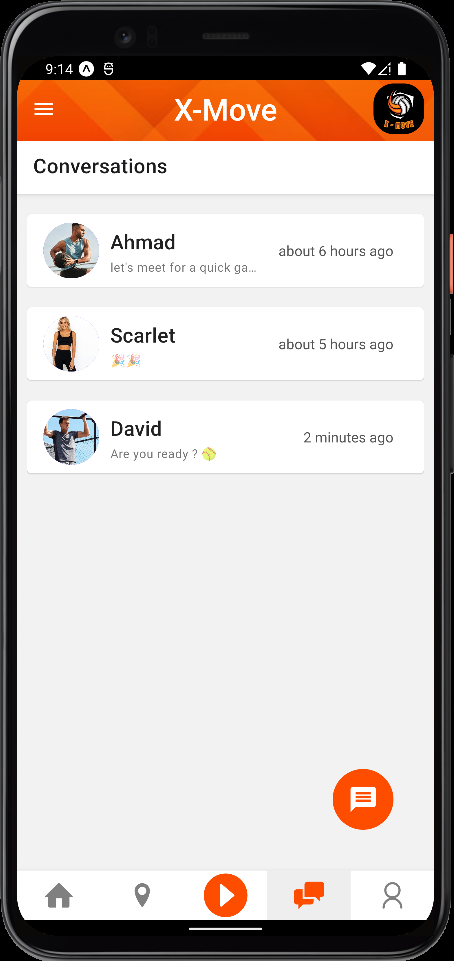 9:14
X-Move
X - MOVE
Conversations
Ahmad
about 6 hours ago
let's meet for a quick ga…
Scarlet
about 5 hours ago
🎉🎉
David
2 minutes ago
Are you ready ? 🥎